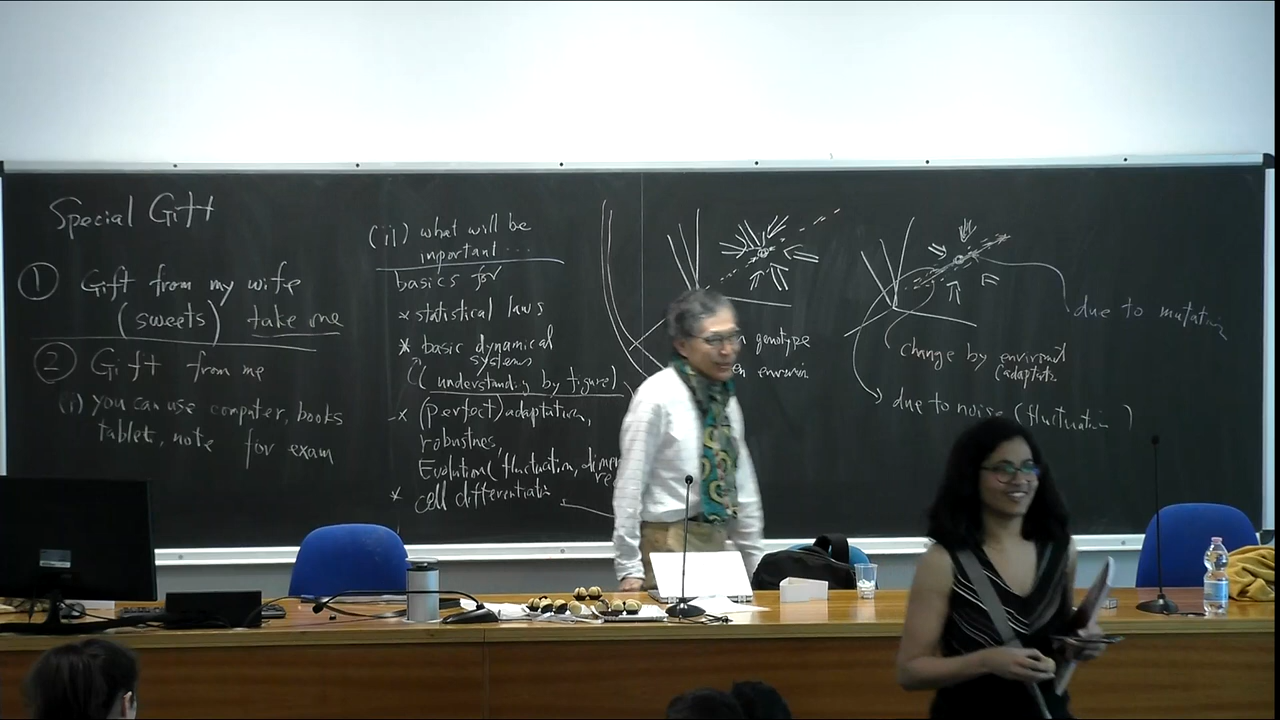 Special Gift
① Gift from my wife
(sweets) take me
② Gift from me
(i) you can use computer, books
tablet, note for exam
(ii) what will be
important ...
basics for
* statistical laws
* basic dynamical
systems
(understanding by figure)
* (perfect) adaptation,
robustness
Evolution (fluctuation,
* cell differentiation
genotype
due to mutation
change by environment
(adaptation
due to noise (fluctuation)